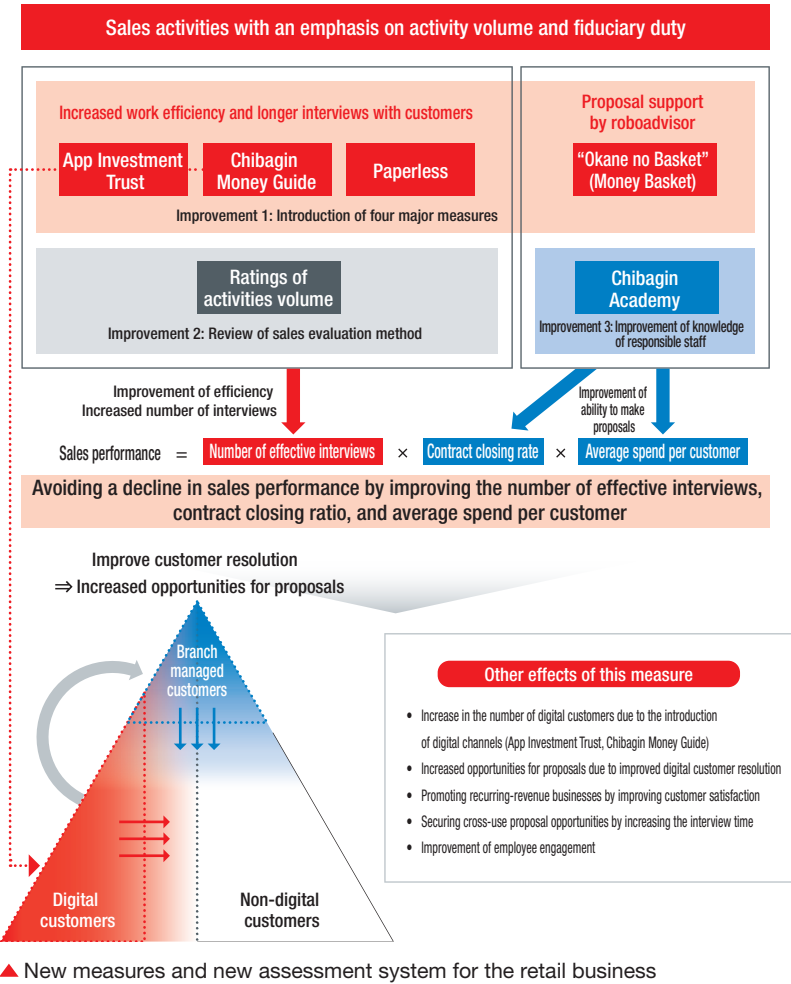 Sales activities with an emphasis on activity volume and fiduciary duty
Increased work efficiency and longer interviews with customers
App Investment
Trust
Chibagin
Money Guide
Paperless
Improvement 1: Introduction of four major measures
Proposal support
by roboadvisor
“Okane no Basket”
(Money Basket)
Ratings of
activities volume
Improvement 2: Review of sales evaluation method
Chibagin
Academy
Improvement 3: Improvement of knowledge
of responsible staff
Improvement of efficiency
Increased number of interviews
Improvement of
ability to make
proposals
Sales performance = Number of effective interviews × Contract closing rate × Average spend per customer
Avoiding a decline in sales performance by improving the number of effective interviews,
contract closing ratio, and average spend per customer
Improve customer resolution
⇒ Increased opportunities for proposals
Branch
managed
customers
Digital
customers
Non-digital
customers
Other effects of this measure
• Increase in the number of digital customers due to the introduction
of digital channels (App Investment Trust, Chibagin Money Guide)
• Increased opportunities for proposals due to improved digital customer resolution
• Promoting recurring-revenue businesses by improving customer satisfaction
• Securing cross-use proposal opportunities by increasing the interview time
• Improvement of employee engagement
▲ New measures and new assessment system for the retail business